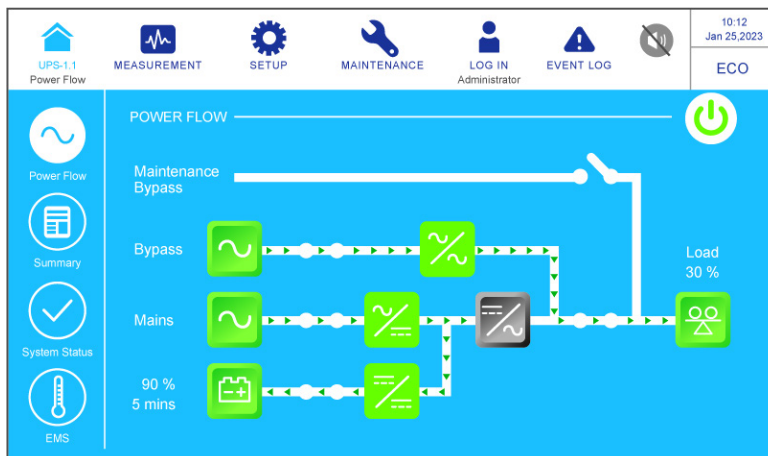 10:12
Jan 25,2023
UPS-1.1
Power Flow
MEASUREMENT
SETUP
MAINTENANCE
LOG IN
Administrator
EVENT LOG
ECO
POWER FLOW
Power Flow
Maintenance
Bypass
Summary
Bypass
Load
30 %
System Status
Mains
90 %
5 mins
EMS